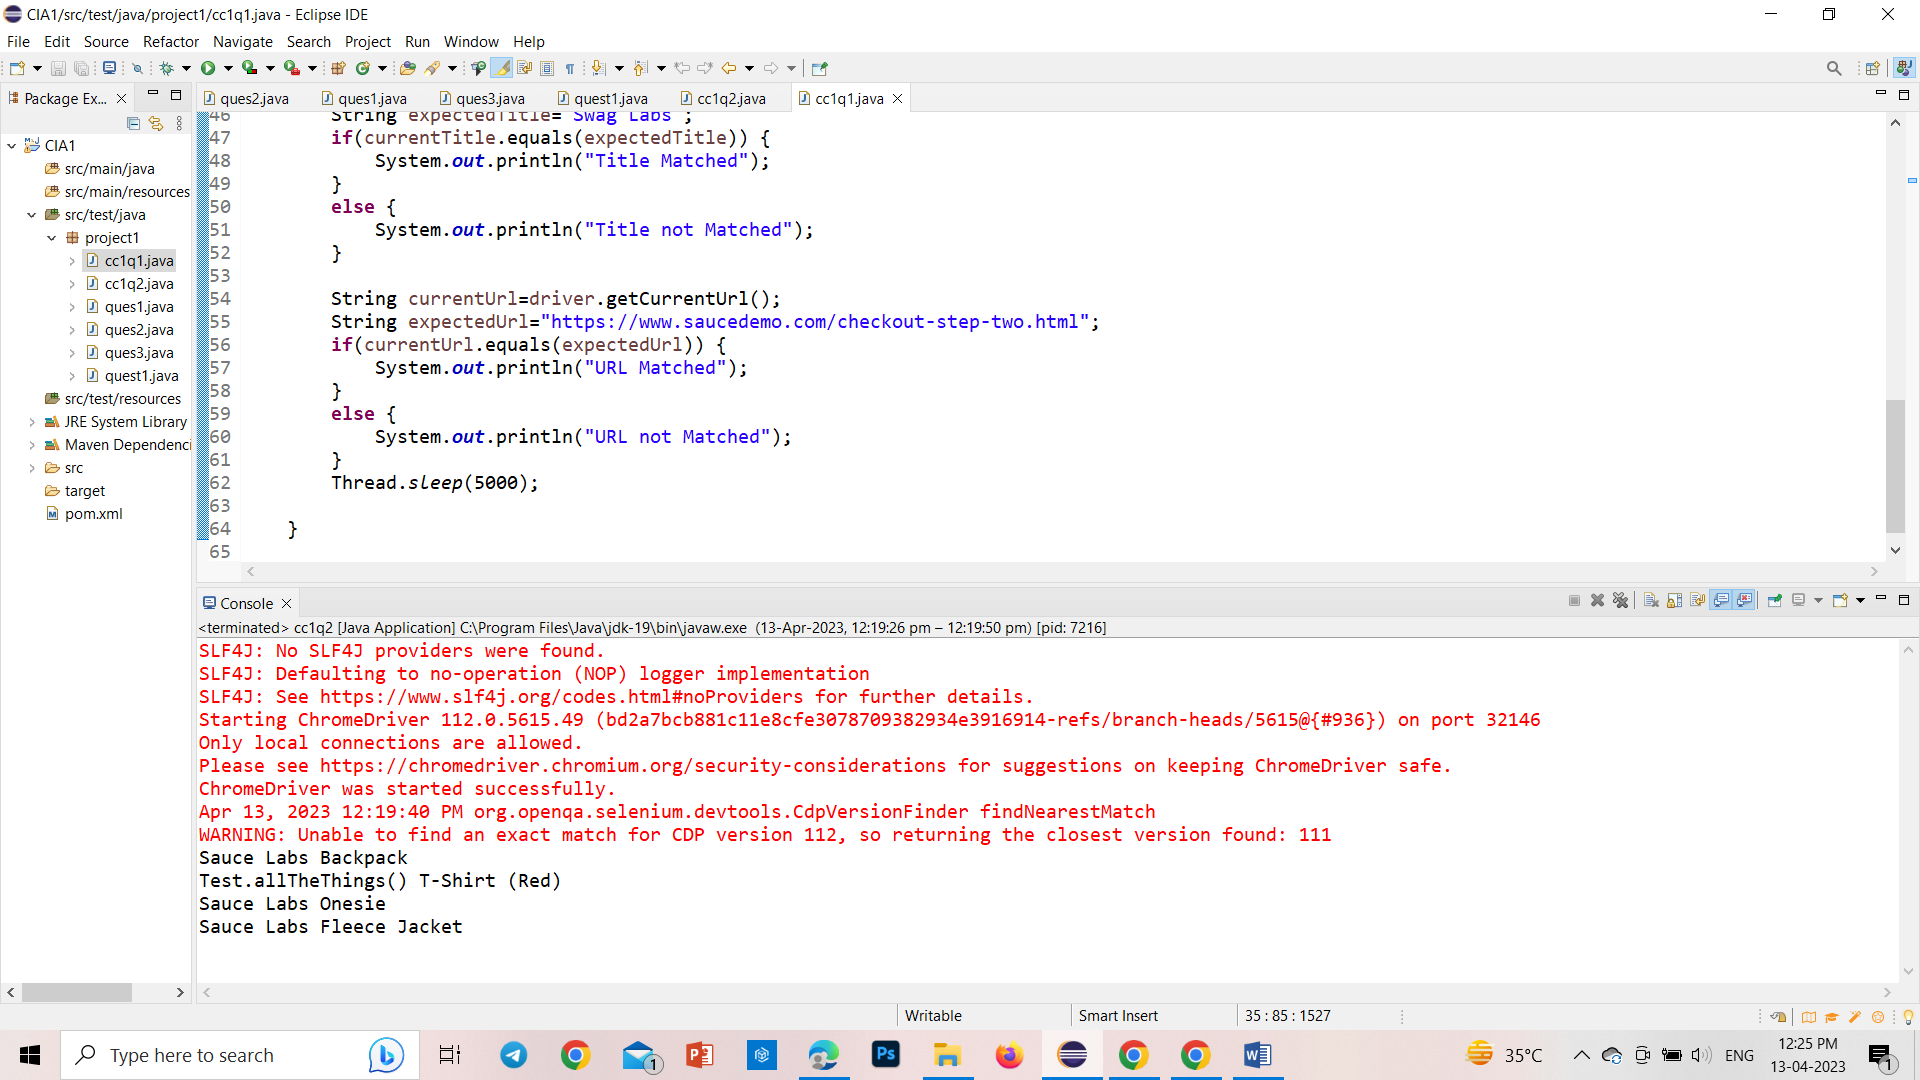 CIA1/src/test/java/project1/cc1q1.java - Eclipse IDE
File Edit Source Refactor Navigate Search Project Run Window Help
Package Ex...
ques2.java ques1.java ques3.java quest1.java cc1q2.java cc1q1.java
CIA1
src/main/java
src/main/resources
src/test/java
project1
cc1q1.java
cc1q2.java
ques1.java
ques2.java
ques3.java
quest1.java
src/test/resources
JRE System Library
Maven Dependenci
src
target
pom.xml
46 String expectedTitle="Swag Labs";
47 if(currentTitle.equals(expectedTitle)) {
48 System.out.println("Title Matched");
49 }
50 else {
51 System.out.println("Title not Matched");
52 }
53
54 String currentUrl=driver.getCurrentUrl();
55 String expectedUrl="https://www.saucedemo.com/checkout-step-two.html";
56 if(currentUrl.equals(expectedUrl)) {
57 System.out.println("URL Matched");
58 }
59 else {
60 System.out.println("URL not Matched");
61 }
62 Thread.sleep(5000);
63
64 }
65
Console
<terminated> cc1q2 [Java Application] C:\Program Files\Java\jdk-19\bin\javaw.exe (13-Apr-2023, 12:19:26 pm – 12:19:50 pm) [pid: 7216]
SLF4J: No SLF4J providers were found.
SLF4J: Defaulting to no-operation (NOP) logger implementation
SLF4J: See https://www.slf4j.org/codes.html#noProviders for further details.
Starting ChromeDriver 112.0.5615.49 (bd2a7bcb881c11e8cfe3078709382934e3916914-refs/branch-heads/5615@{#936}) on port 32146
Only local connections are allowed.
Please see https://chromedriver.chromium.org/security-considerations for suggestions on keeping ChromeDriver safe.
ChromeDriver was started successfully.
Apr 13, 2023 12:19:40 PM org.openqa.selenium.devtools.CdpVersionFinder findNearestMatch
WARNING: Unable to find an exact match for CDP version 112, so returning the closest version found: 111
Sauce Labs Backpack
Test.allTheThings() T-Shirt (Red)
Sauce Labs Onesie
Sauce Labs Fleece Jacket
Writable Smart Insert 35 : 85 : 1527
Type here to search
1
Ps
35°C
ENG
12:25 PM
13-04-2023
1